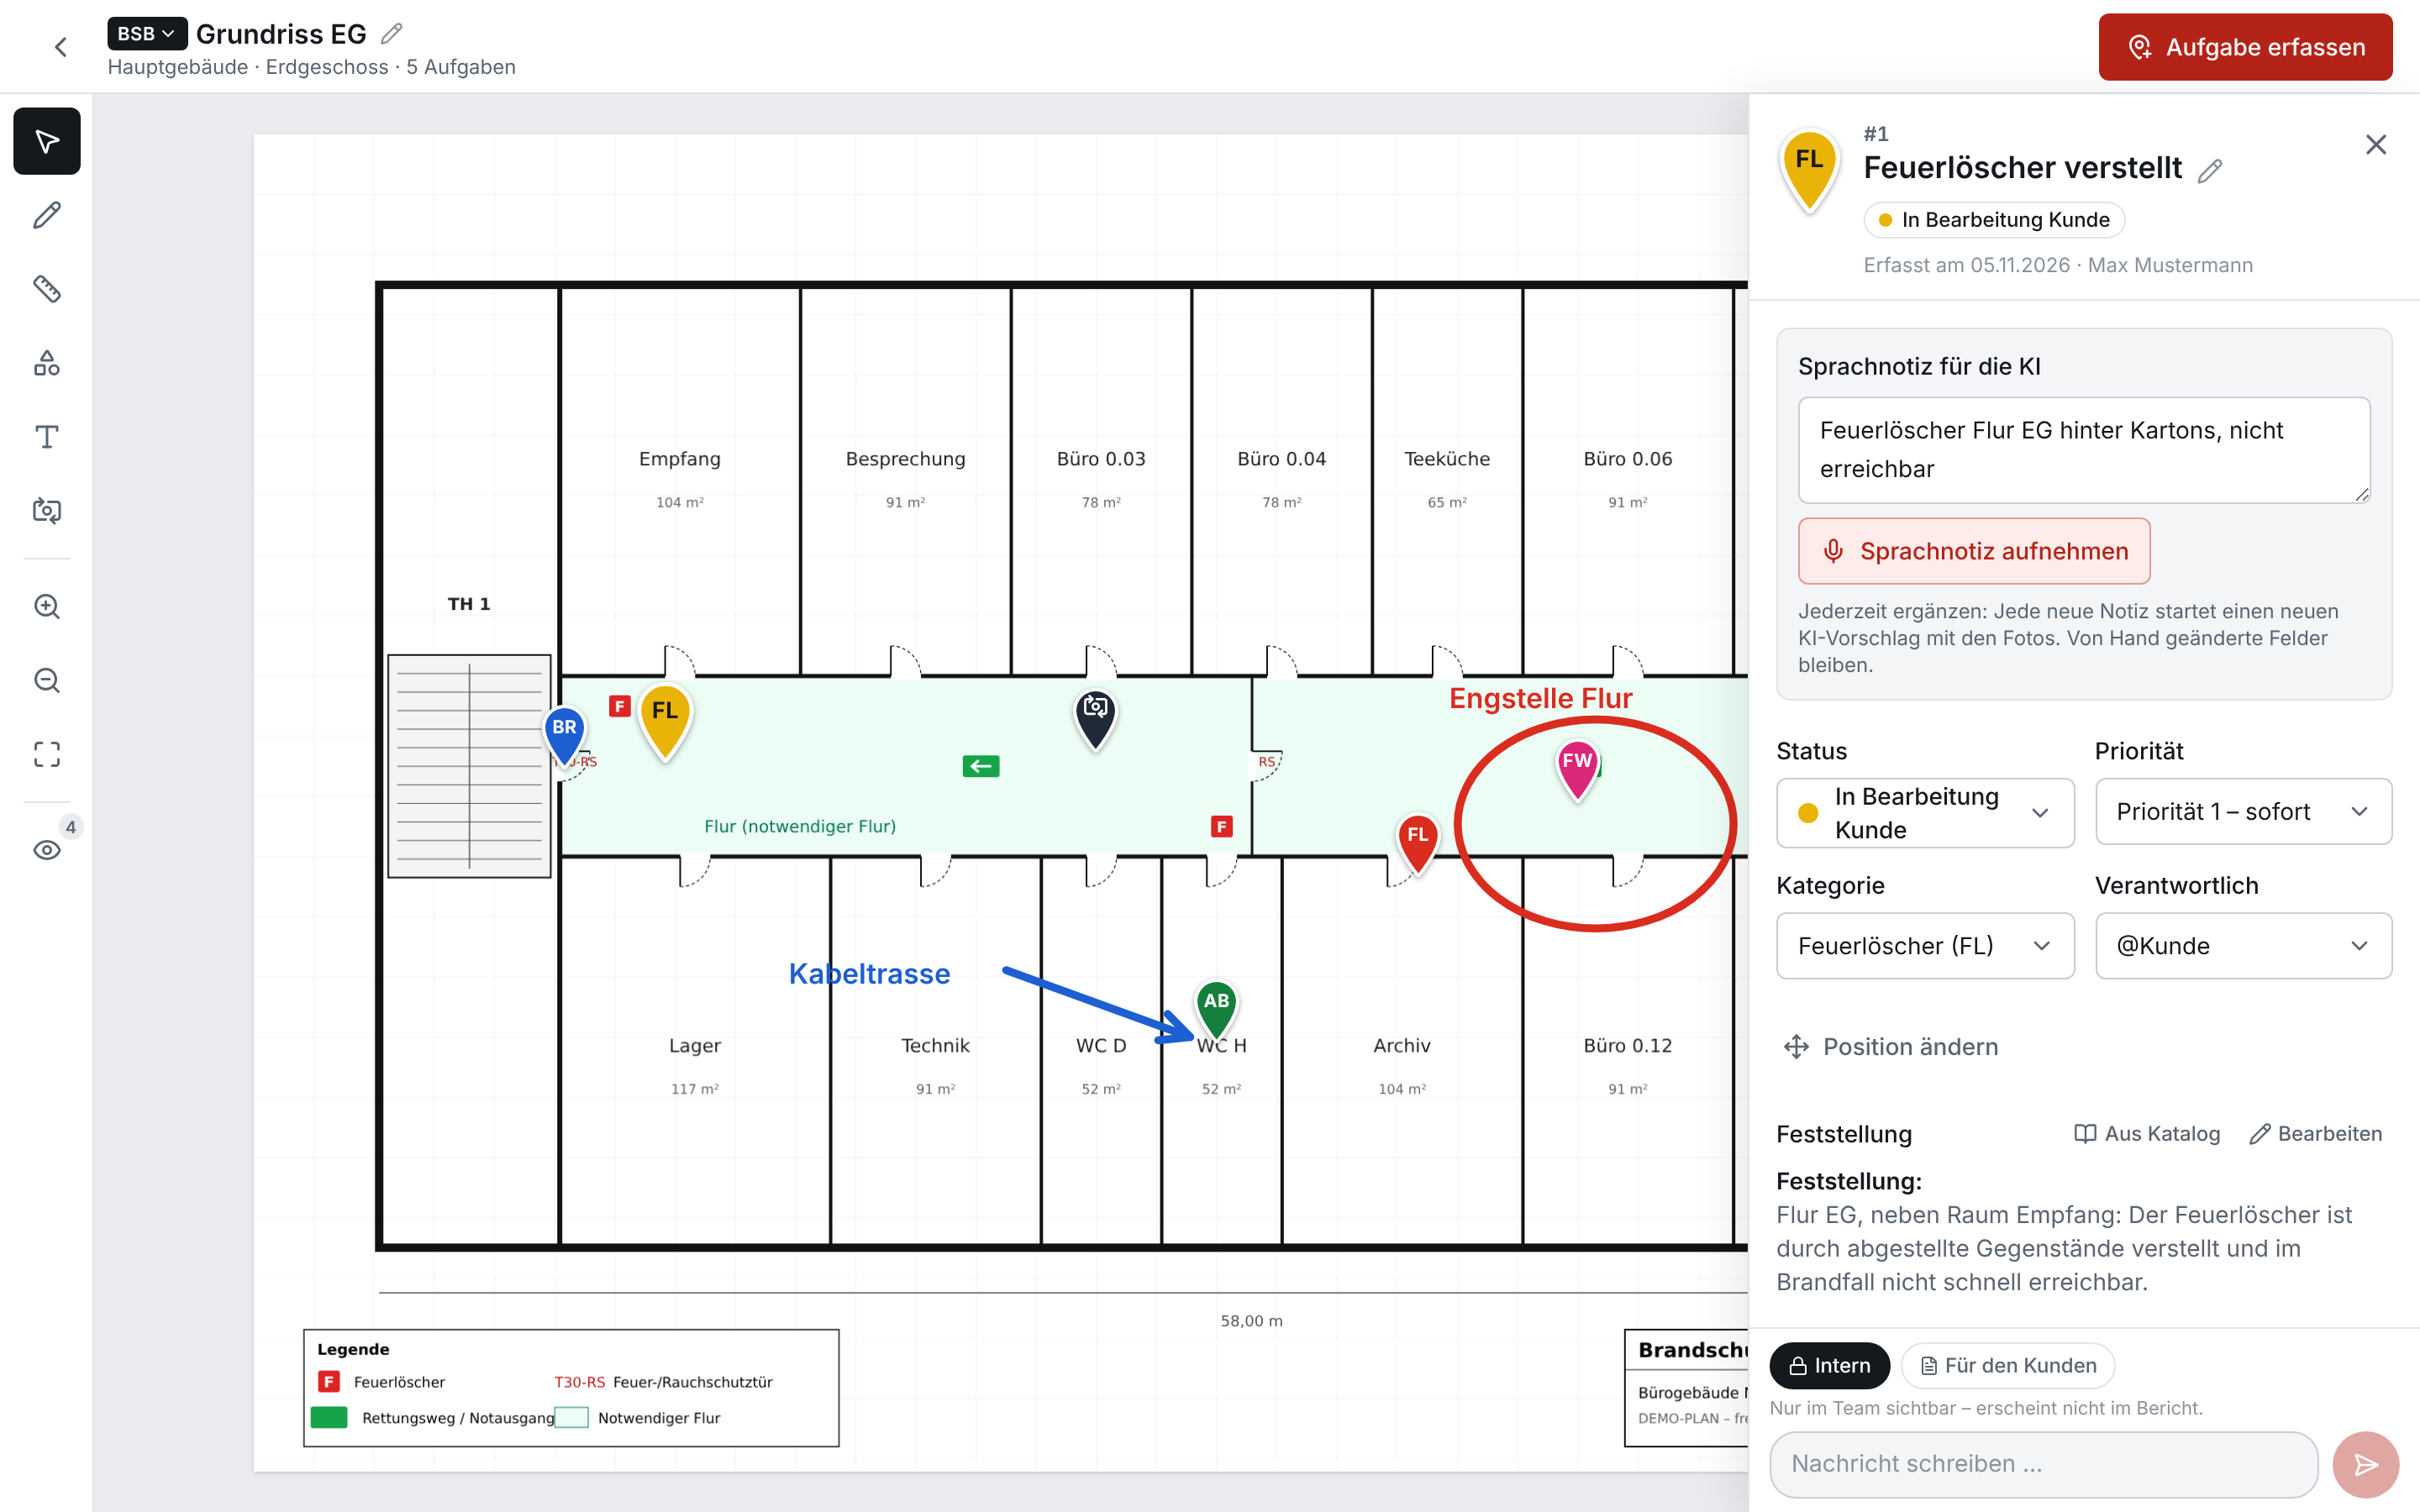 BSB
Grundriss EG
Hauptgebäude · Erdgeschoss · 5 Aufgaben
Aufgabe erfassen
4
Empfang
104 m²
Besprechung
91 m²
Büro 0.03
78 m²
Büro 0.04
78 m²
Teeküche
65 m²
Büro 0.06
91 m²
TH 1
BR
F
FL
RS
Engstelle Flur
FW
FL
F
Flur (notwendiger Flur)
Kabeltrasse
AB
Lager
117 m²
Technik
91 m²
WC D
52 m²
WC H
52 m²
Archiv
104 m²
Büro 0.12
91 m²
58,00 m
Legende
F Feuerlöscher
T30-RS Feuer-/Rauchschutztür
Rettungsweg / Notausgang
Notwendiger Flur
Bürogebäude
DEMO-PLAN –
FL
#1
Feuerlöscher verstellt
In Bearbeitung Kunde
Erfasst am 05.11.2026 · Max Mustermann
Sprachnotiz für die KI
Feuerlöscher Flur EG hinter Kartons, nicht
erreichbar
Sprachnotiz aufnehmen
Jederzeit ergänzen: Jede neue Notiz startet einen neuen
KI-Vorschlag mit den Fotos. Von Hand geänderte Felder
bleiben.
Status
In Bearbeitung
Kunde
Priorität
Priorität 1 – sofort
Kategorie
Feuerlöscher (FL)
Verantwortlich
@Kunde
Position ändern
Feststellung
Aus Katalog
Bearbeiten
Feststellung:
Flur EG, neben Raum Empfang: Der Feuerlöscher ist
durch abgestellte Gegenstände verstellt und im
Brandfall nicht schnell erreichbar.
Intern
Für den Kunden
Nur im Team sichtbar – erscheint nicht im Bericht.
Nachricht schreiben ...